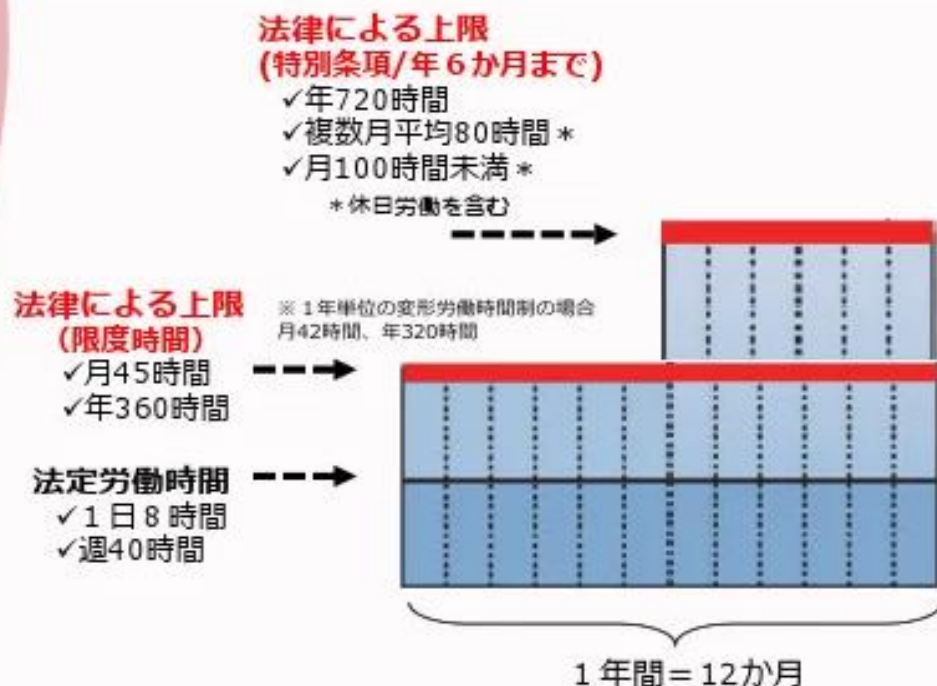 法律による上限
(特別条項/年６か月まで)
✓年720時間
✓複数月平均80時間＊
✓月100時間未満＊
＊休日労働を含む
法律による上限
（限度時間）
✓月45時間
✓年360時間
※１年単位の変形労働時間制の場合
月42時間、年320時間
法定労働時間
✓１日８時間
✓週40時間
１年間＝12か月